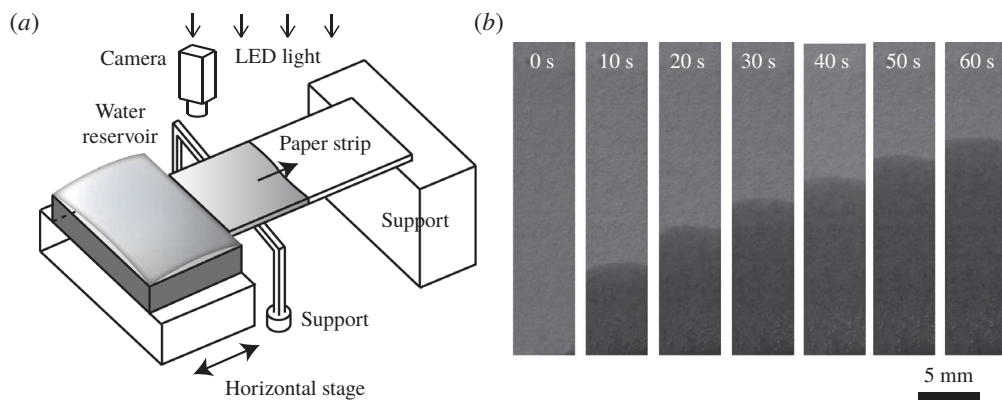 (a)
Camera
LED light
Water
reservoir
Paper strip
Support
Support
Horizontal stage
(b)
0 s
10 s
20 s
30 s
40 s
50 s
60 s
5 mm